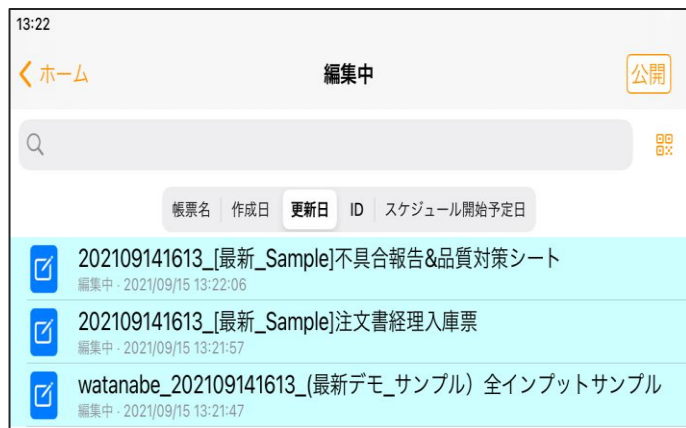 13:22
ホーム 編集中 公開
帳票名 作成日 更新日 ID スケジュール開始予定日
202109141613_[最新_Sample]不具合報告&品質対策シート
編集中 · 2021/09/15 13:22:06
202109141613_[最新_Sample]注文書経理入庫票
編集中 · 2021/09/15 13:21:57
watanabe_202109141613_(最新デモ_サンプル）全インプットサンプル
編集中 · 2021/09/15 13:21:47